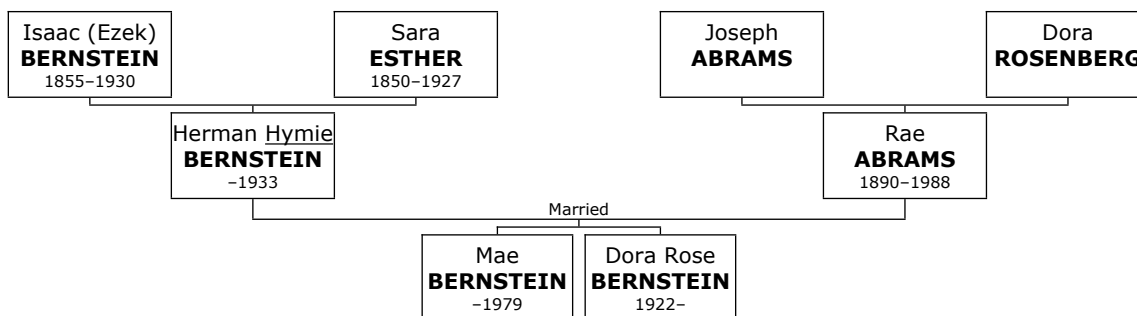 Isaac (Ezek)
BERNSTEIN
1855–1930
Sara
ESTHER
1850–1927
Joseph
ABRAMS
Dora
ROSENBERG
Herman Hymie
BERNSTEIN
–1933
Rae
ABRAMS
1890–1988
Married
Mae
BERNSTEIN
–1979
Dora Rose
BERNSTEIN
1922–